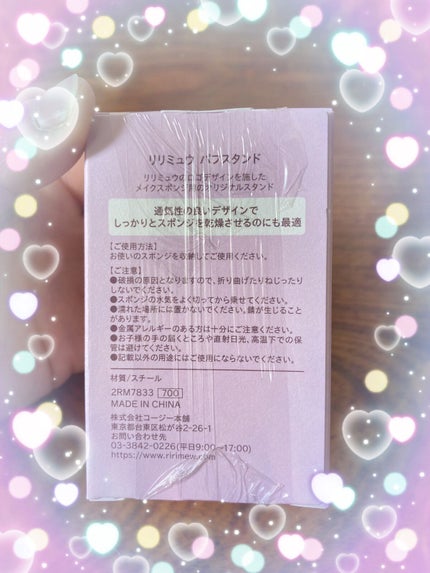 リリミュウ パフスタンド
リリミュウのロゴデザインを施した
メイクスポンジ用のオリジナルスタンド
通気性の良いデザインで
しっかりとスポンジを乾燥させるのにも最適
【ご使用方法】
お使いのスポンジを収納してご使用ください。
【ご注意】
●破損の原因となりますので、折り曲げたりねじったり
しないでください。
●スポンジの水気をよく切ってから乗せてください。
●濡れた場所には置かないでください。錆が生じること
があります。
●金属アレルギーのある方は十分にご注意ください。
●お子様の手の届くところや直射日光、高温下での保
管は避けてください。
●記載以外の用途にはご使用にならないでください。
材質/スチール
2RM7833 700
MADE IN CHINA
株式会社コージー本舗
東京都台東区松が谷2-26-1
お問い合わせ先
03-3842-0226(平日9:00~17:00)
https://www.ririmew.com